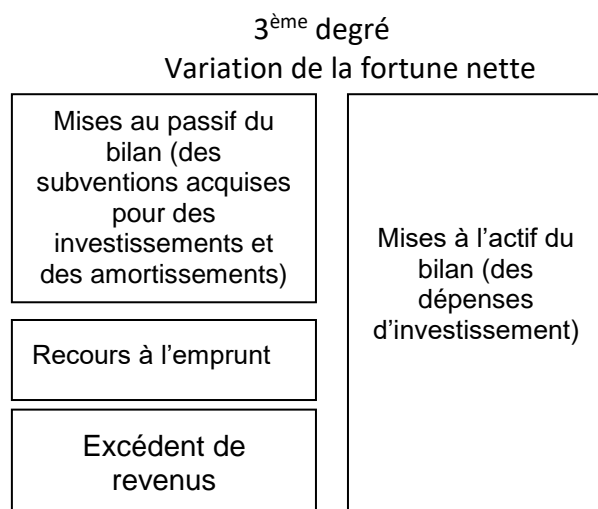 3ème degré
Variation de la fortune nette
Mises au passif du
bilan (des
subventions acquises
pour des
investissements et
des amortissements)
Recours à l’emprunt
Excédent de
revenus
Mises à l’actif du
bilan (des
dépenses
d’investissement)